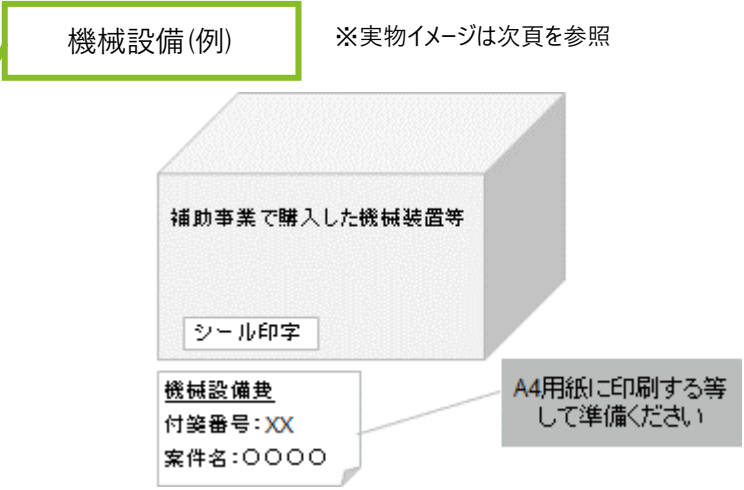 機械設備(例)
※実物イメージは次頁を参照
補助事業で購入した機械装置等
シール印字
機械設備費
付箋番号:XX
案件名:〇〇〇〇
A4用紙に印刷する等
して準備ください